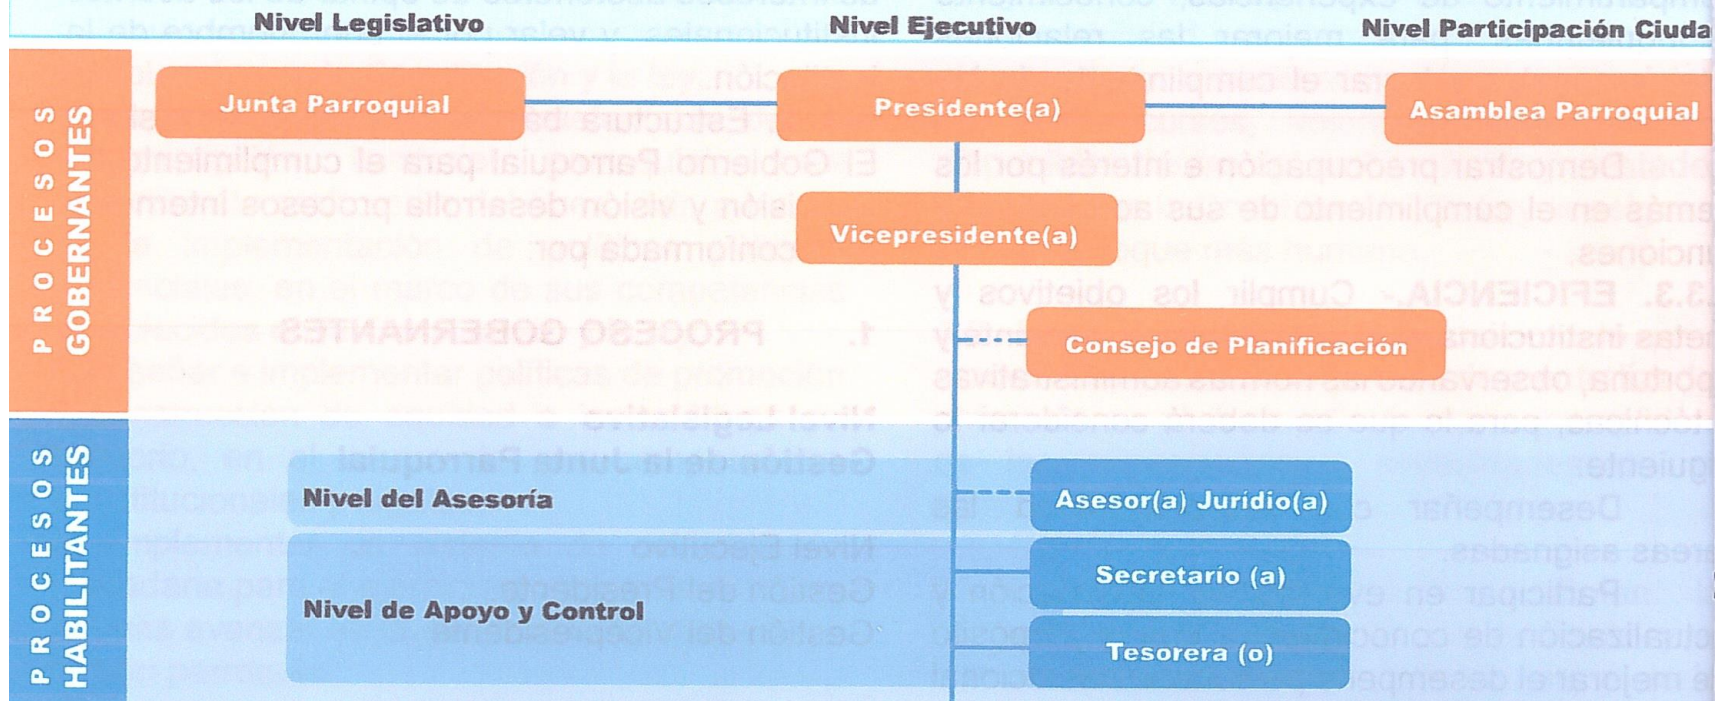 Nivel Legislativo
Nivel Ejecutivo
Nivel Participación Ciuda
PROCESOS
GOBERNANTES
Junta Parroquial
Presidente(a)
Asamblea Parroquial
Vicepresidente(a)
Consejo de Planificación
PROCESOS
HABILITANTES
Nivel del Asesoría
Asesor(a) Jurídio(a)
Nivel de Apoyo y Control
Secretario (a)
Tesorera (o)